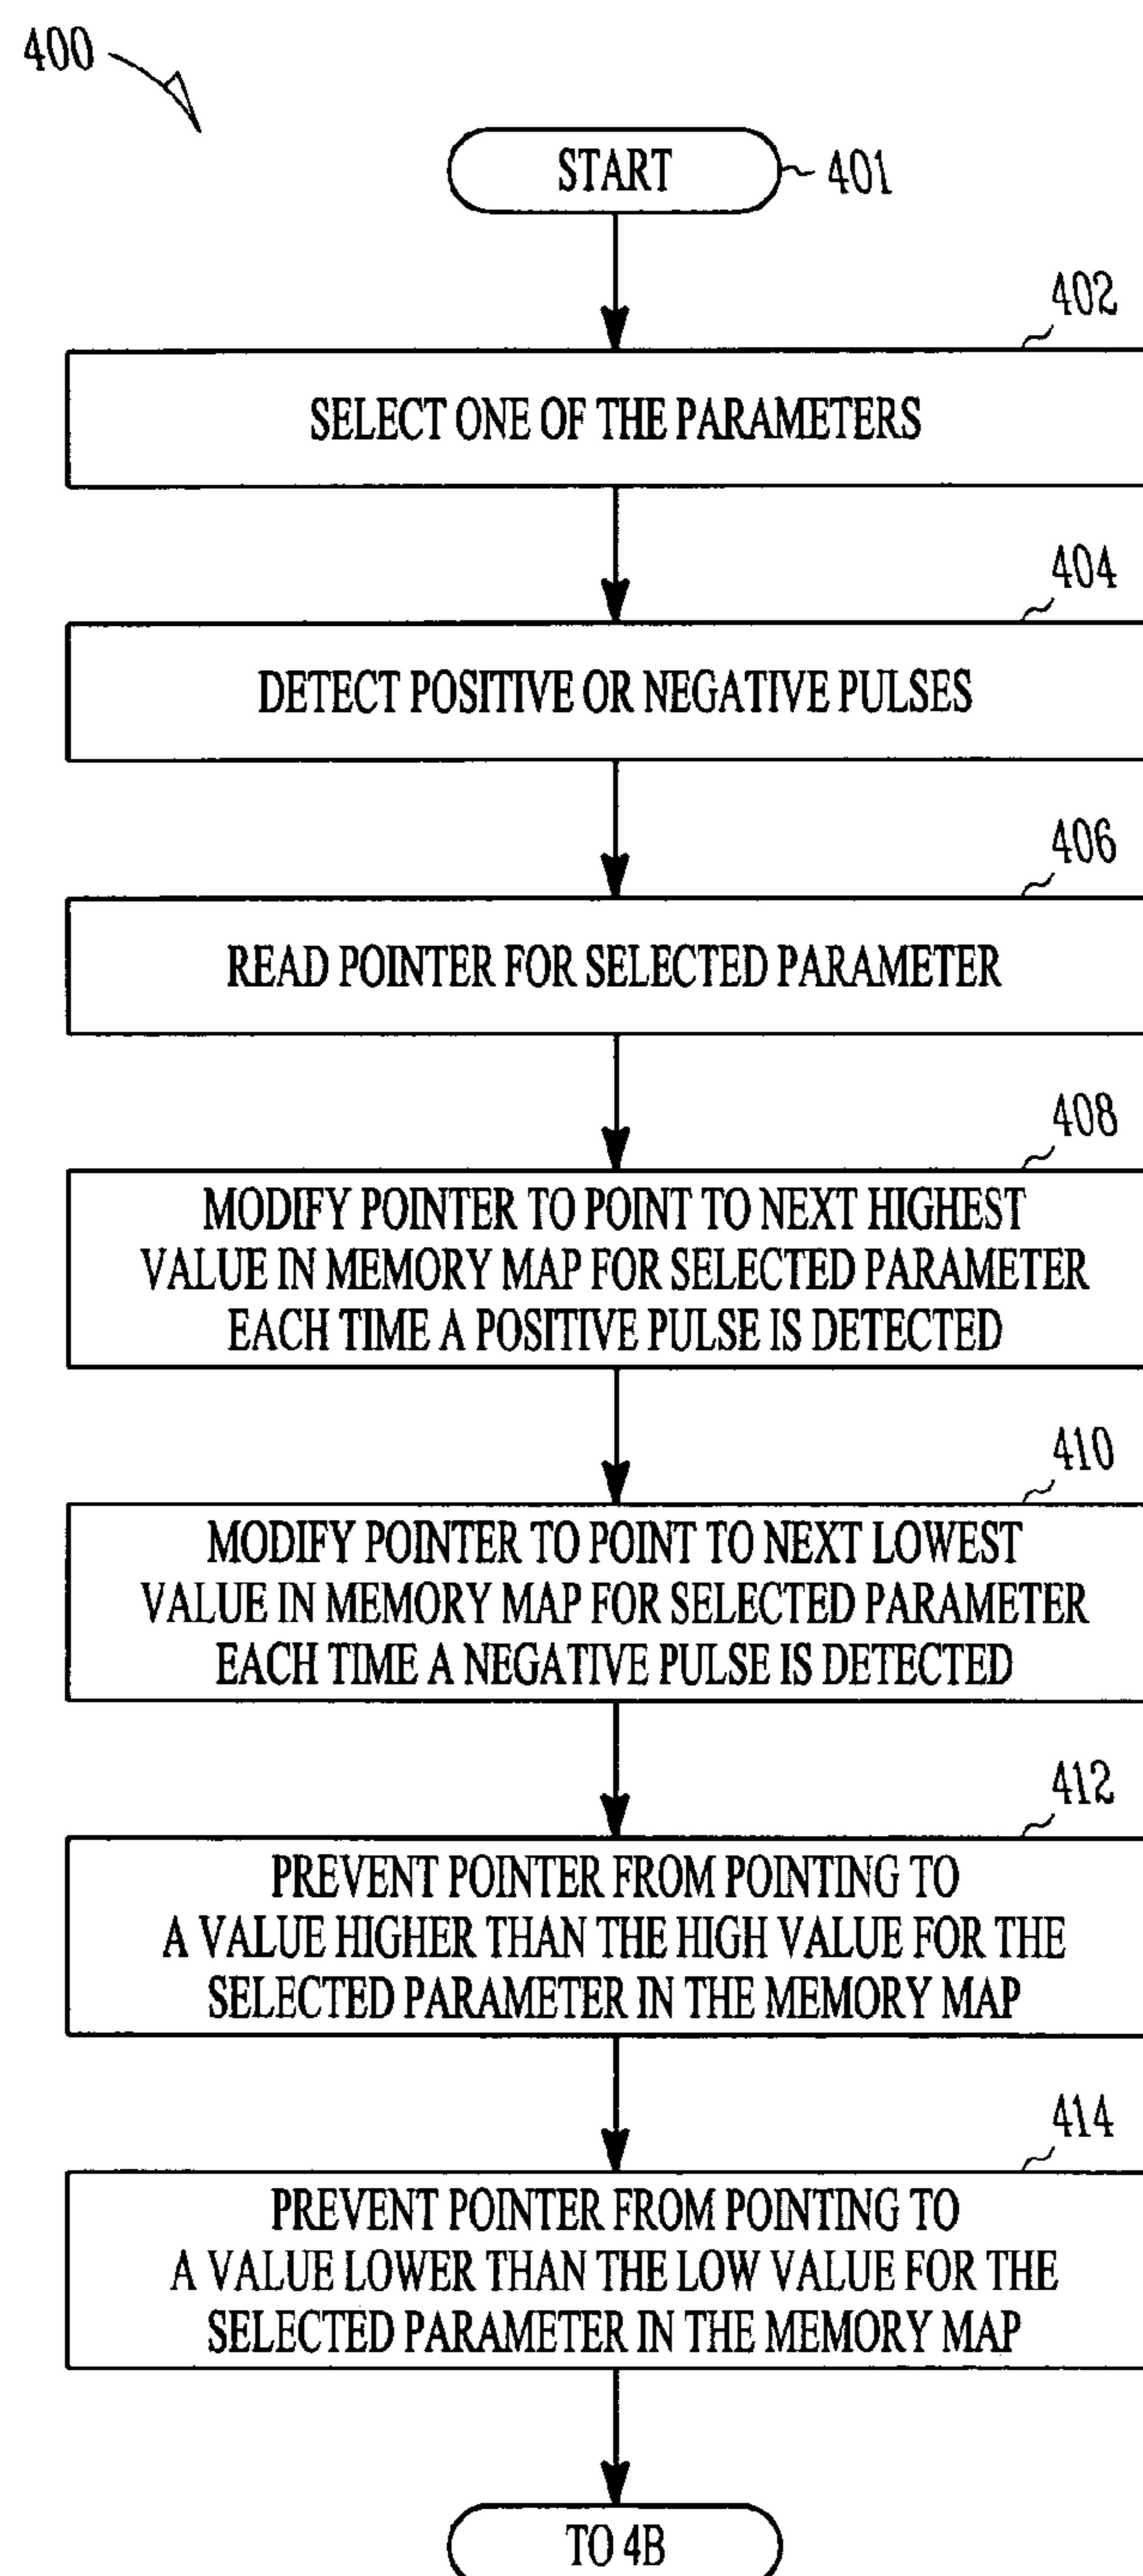 400
START
401
402
SELECT ONE OF THE PARAMETERS
404
DETECT POSITIVE OR NEGATIVE PULSES
406
READ POINTER FOR SELECTED PARAMETER
408
MODIFY POINTER TO POINT TO NEXT HIGHEST
VALUE IN MEMORY MAP FOR SELECTED PARAMETER
EACH TIME A POSITIVE PULSE IS DETECTED
410
MODIFY POINTER TO POINT TO NEXT LOWEST
VALUE IN MEMORY MAP FOR SELECTED PARAMETER
EACH TIME A NEGATIVE PULSE IS DETECTED
412
PREVENT POINTER FROM POINTING TO
A VALUE HIGHER THAN THE HIGH VALUE FOR THE
SELECTED PARAMETER IN THE MEMORY MAP
414
PREVENT POINTER FROM POINTING TO
A VALUE LOWER THAN THE LOW VALUE FOR THE
SELECTED PARAMETER IN THE MEMORY MAP
TO 4B